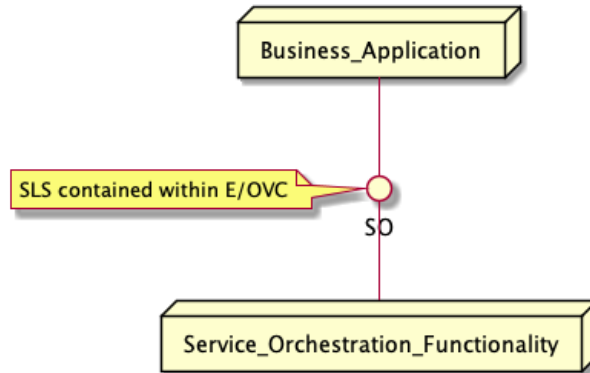 Business_Application
SLS contained within E/OVC
SO
Service_Orchestration_Functionality